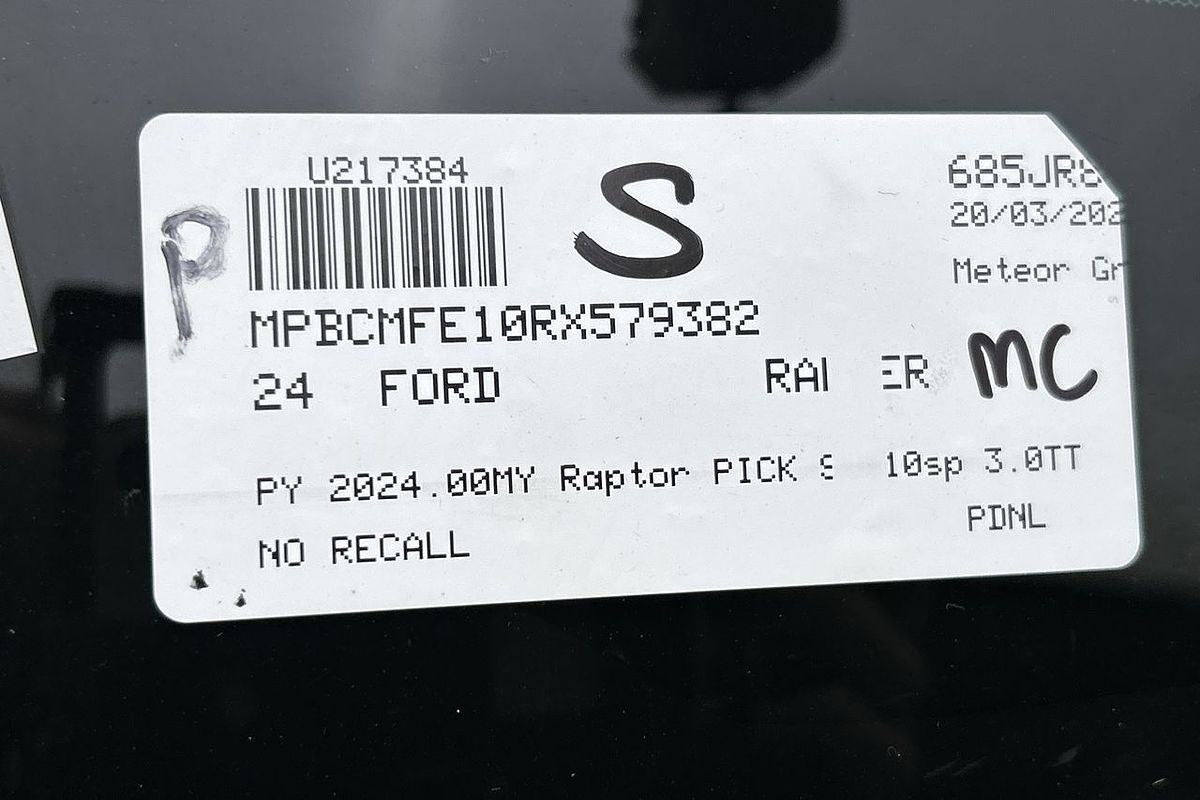 U217384
S
685JR8
20/03/202
Meteor Gr
P
MPBCMFE10RX579382
24 FORD
MC
PY 2024.00MY Raptor PICK 10sp 3.0TT
PDNL
NO RECALL